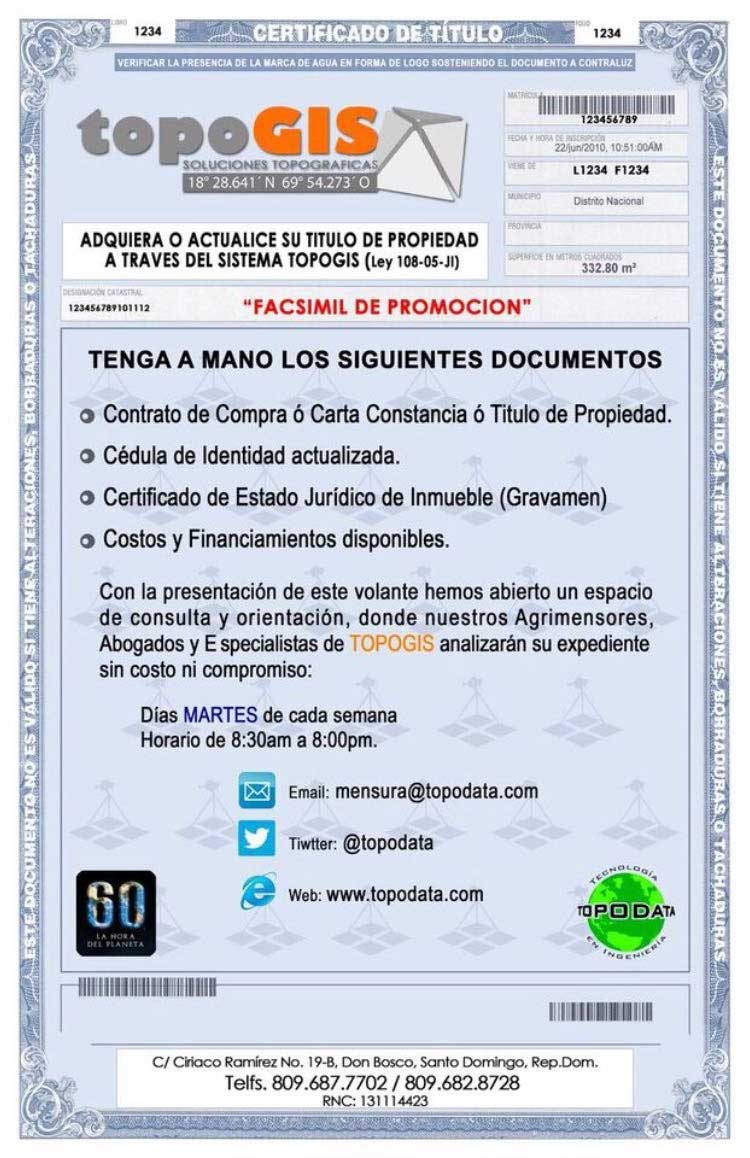 LIBRO
1234
CERTIFICADO DE TÍTULO
FOLIO
1234
VERIFICAR LA PRESENCIA DE LA MARCA DE AGUA EN FORMA DE LOGO SOSTENIENDO EL DOCUMENTO A CONTRALUZ
topoGIS
SOLUCIONES TOPOGRAFICAS
18° 28.641´ N 69° 54.273´ O
MATRICULA
123456789
FECHA Y HORA DE INSCRIPCIÓN
22/jun/2010, 10:51:00AM
VIENE DE
L1234 F1234
MUNICIPIO
Distrito Nacional
PROVINCIA
SUPERFICIE EN METROS CUADRADOS
332.80 m²
ADQUIERA O ACTUALICE SU TITULO DE PROPIEDAD
A TRAVES DEL SISTEMA TOPOGIS (Ley 108-05-JI)
DESIGNACIÓN CATASTRAL
123456789101112
“FACSIMIL DE PROMOCION”
TENGA A MANO LOS SIGUIENTES DOCUMENTOS
Contrato de Compra ó Carta Constancia ó Titulo de Propiedad.
Cédula de Identidad actualizada.
Certificado de Estado Jurídico de Inmueble (Gravamen)
Costos y Financiamientos disponibles.
Con la presentación de este volante hemos abierto un espacio
de consulta y orientación, donde nuestros Agrimensores,
Abogados y E specialistas de TOPOGIS analizarán su expediente
sin costo ni compromiso:
Días MARTES de cada semana
Horario de 8:30am a 8:00pm.
Email: mensura@topodata.com
Tiwtter: @topodata
Web: www.topodata.com
60
LA HORA
DEL PLANETA
TECNOLOGÍA
TOPODATA
EN INGENIERIA
C/ Ciriaco Ramírez No. 19-B, Don Bosco, Santo Domingo, Rep.Dom.
Telfs. 809.687.7702 / 809.682.8728
RNC: 131114423
ESTE DOCUMENTO NO ES VÁLIDO SI TIENE ALTERACIONES, BORRADURAS O TACHADURAS
ESTE DOCUMENTO NO ES VÁLIDO SI TIENE ALTERACIONES, BORRADURAS O TACHADURAS